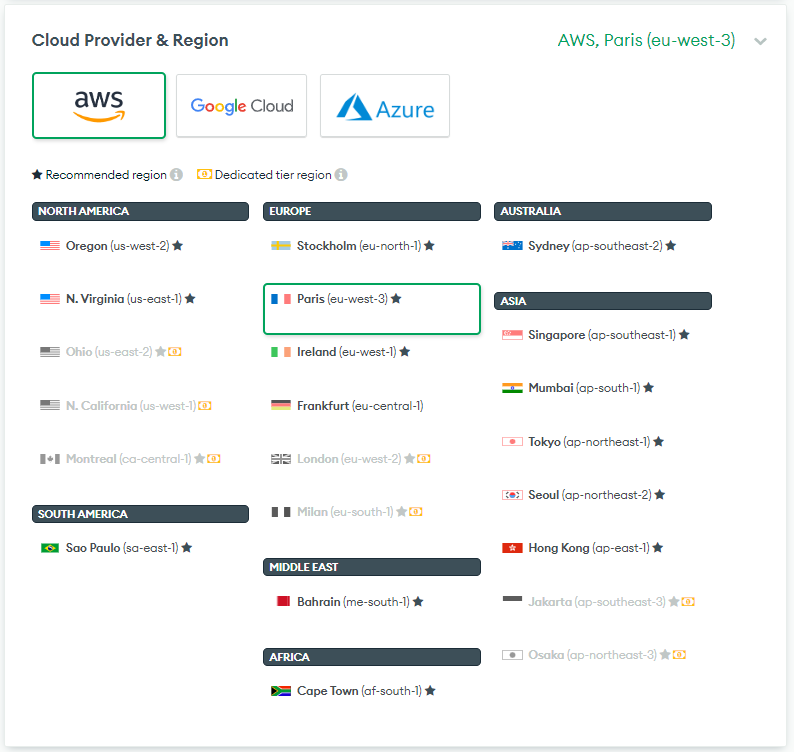 Cloud Provider & Region
AWS, Paris (eu-west-3)
aws
Google Cloud
Azure
★ Recommended region
Dedicated tier region
NORTH AMERICA
Oregon (us-west-2) ★
N. Virginia (us-east-1) ★
Ohio (us-east-2) ★
N. California (us-west-1)
Montreal (ca-central-1) ★
SOUTH AMERICA
Sao Paulo (sa-east-1) ★
EUROPE
Stockholm (eu-north-1) ★
Paris (eu-west-3) ★
Ireland (eu-west-1) ★
Frankfurt (eu-central-1)
London (eu-west-2) ★
Milan (eu-south-1) ★
MIDDLE EAST
Bahrain (me-south-1) ★
AFRICA
Cape Town (af-south-1) ★
AUSTRALIA
Sydney (ap-southeast-2) ★
ASIA
Singapore (ap-southeast-1) ★
Mumbai (ap-south-1) ★
Tokyo (ap-northeast-1) ★
Seoul (ap-northeast-2) ★
Hong Kong (ap-east-1) ★
Jakarta (ap-southeast-3) ★
Osaka (ap-northeast-3) ★